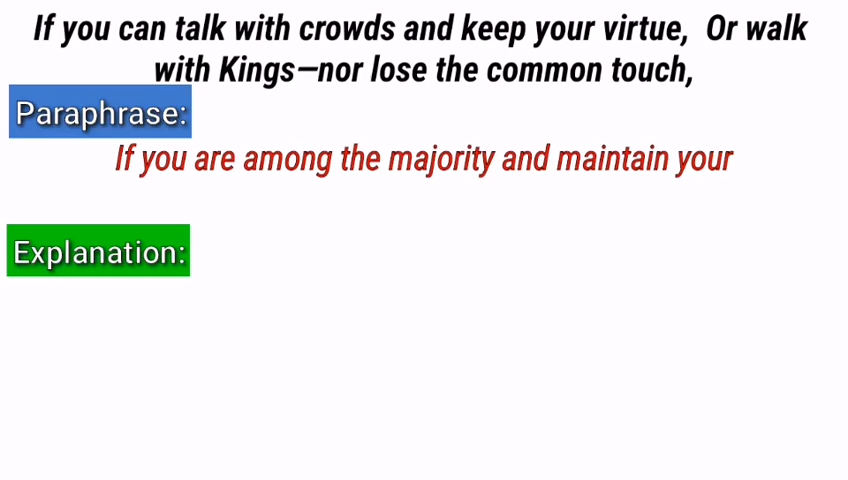 If you can talk with crowds and keep your virtue, Or walk
with Kings—nor lose the common touch,
Paraphrase:
If you are among the majority and maintain your
Explanation: